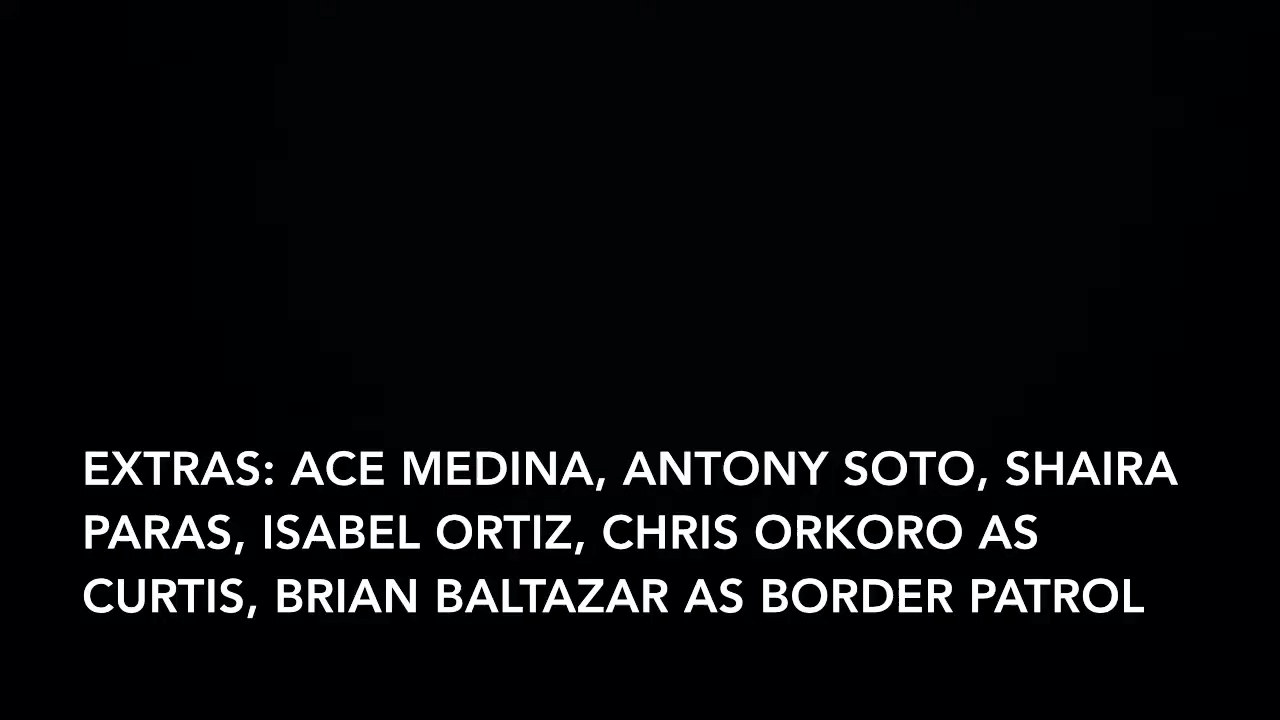 EXTRAS: ACE MEDINA, ANTONY SOTO, SHAIRA
PARAS, ISABEL ORTIZ, CHRIS ORKORO AS
CURTIS, BRIAN BALTAZAR AS BORDER PATROL